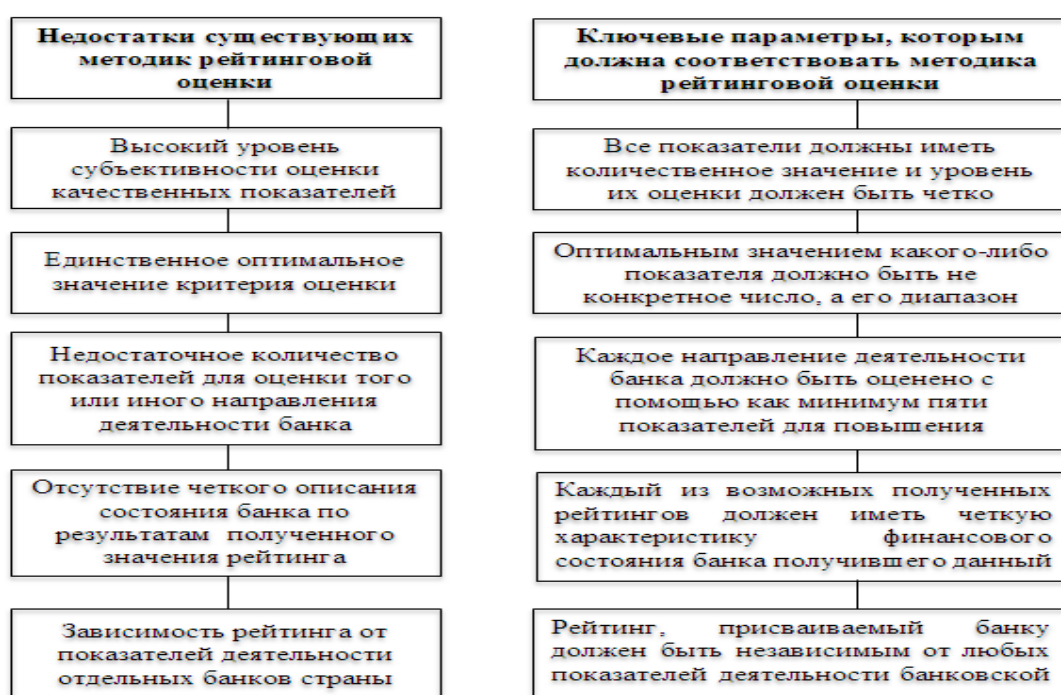 Недостатки существующих
методик рейтинговой
оценки
Высокий уровень
субъективности оценки
качественных показателей
Единственное оптимальное
значение критерия оценки
Недостаточное количество
показателей для оценки того
или иного направления
деятельности банка
Отсутствие четкого описания
состояния банка по
результатам полученного
значения рейтинга
Зависимость рейтинга от
показателей деятельности
отдельных банков страны
Ключевые параметры, которым
должна соответствовать методика
рейтинговой оценки
Все показатели должны иметь
количественное значение и уровень
их оценки должен быть четко
Оптимальным значением какого-либо
показателя должно быть не
конкретное число, а его диапазон
Каждое направление деятельности
банка должно быть оценено с
помощью как минимум пяти
показателей для повышения
Каждый из возможных полученных
рейтингов должен иметь четкую
характеристику финансового
состояния банка получившего данный
Рейтинг, присваиваемый банку
должен быть независимым от любых
показателей деятельности банковской